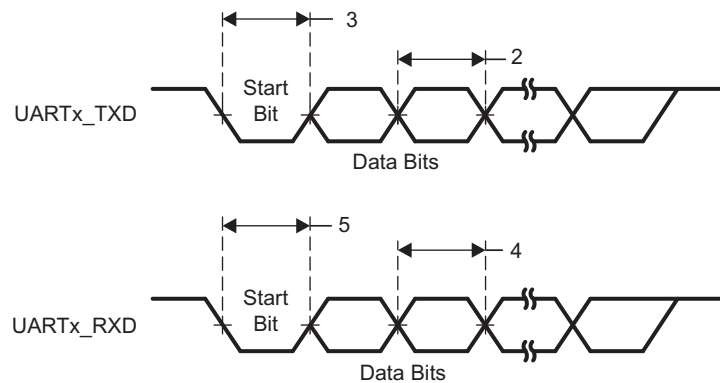 3
2
Start
Bit
UARTx_TXD
Data Bits
5
4
Start
Bit
UARTx_RXD
Data Bits